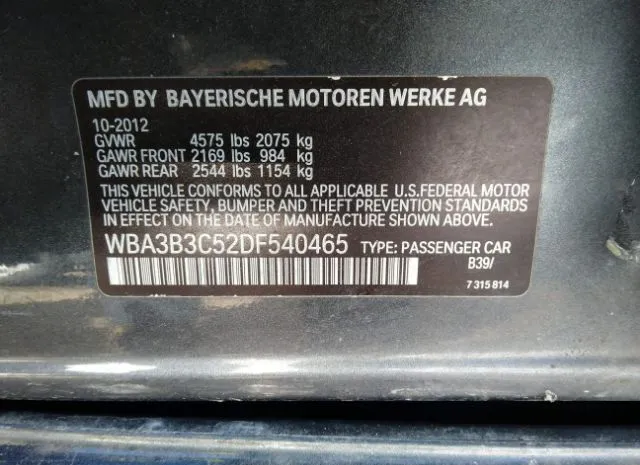 MFD BY BAYERISCHE MOTOREN WERKE AG
10-2012
GVWR 4575 lbs 2075 kg
GAWR FRONT 2169 lbs 984 kg
GAWR REAR 2544 lbs 1154 kg
THIS VEHICLE CONFORMS TO ALL APPLICABLE U.S.FEDERAL MOTOR
VEHICLE SAFETY, BUMPER AND THEFT PREVENTION STANDARDS
IN EFFECT ON THE DATE OF MANUFACTURE SHOWN ABOVE.
WBA3B3C52DF540465 TYPE: PASSENGER CAR
B39/
7 315 814